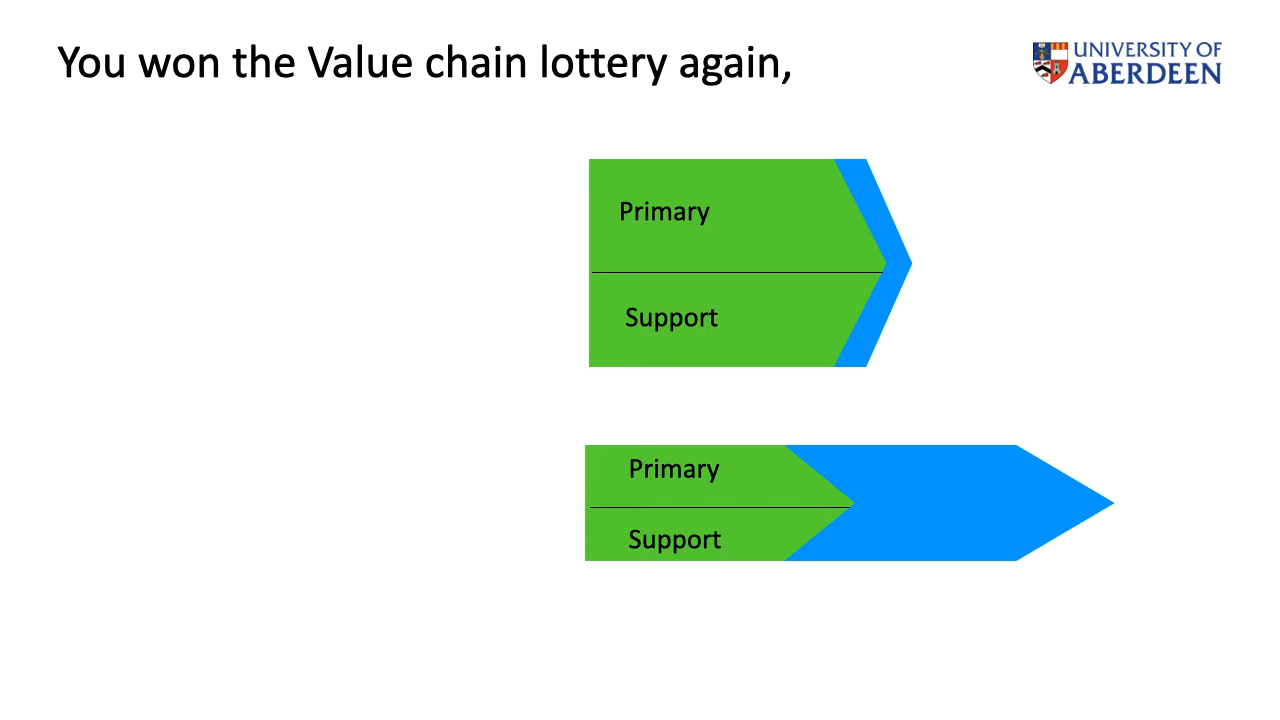 You won the Value chain lottery again,
UNIVERSITY OF
ABERDEEN
Primary
Support
Primary
Support